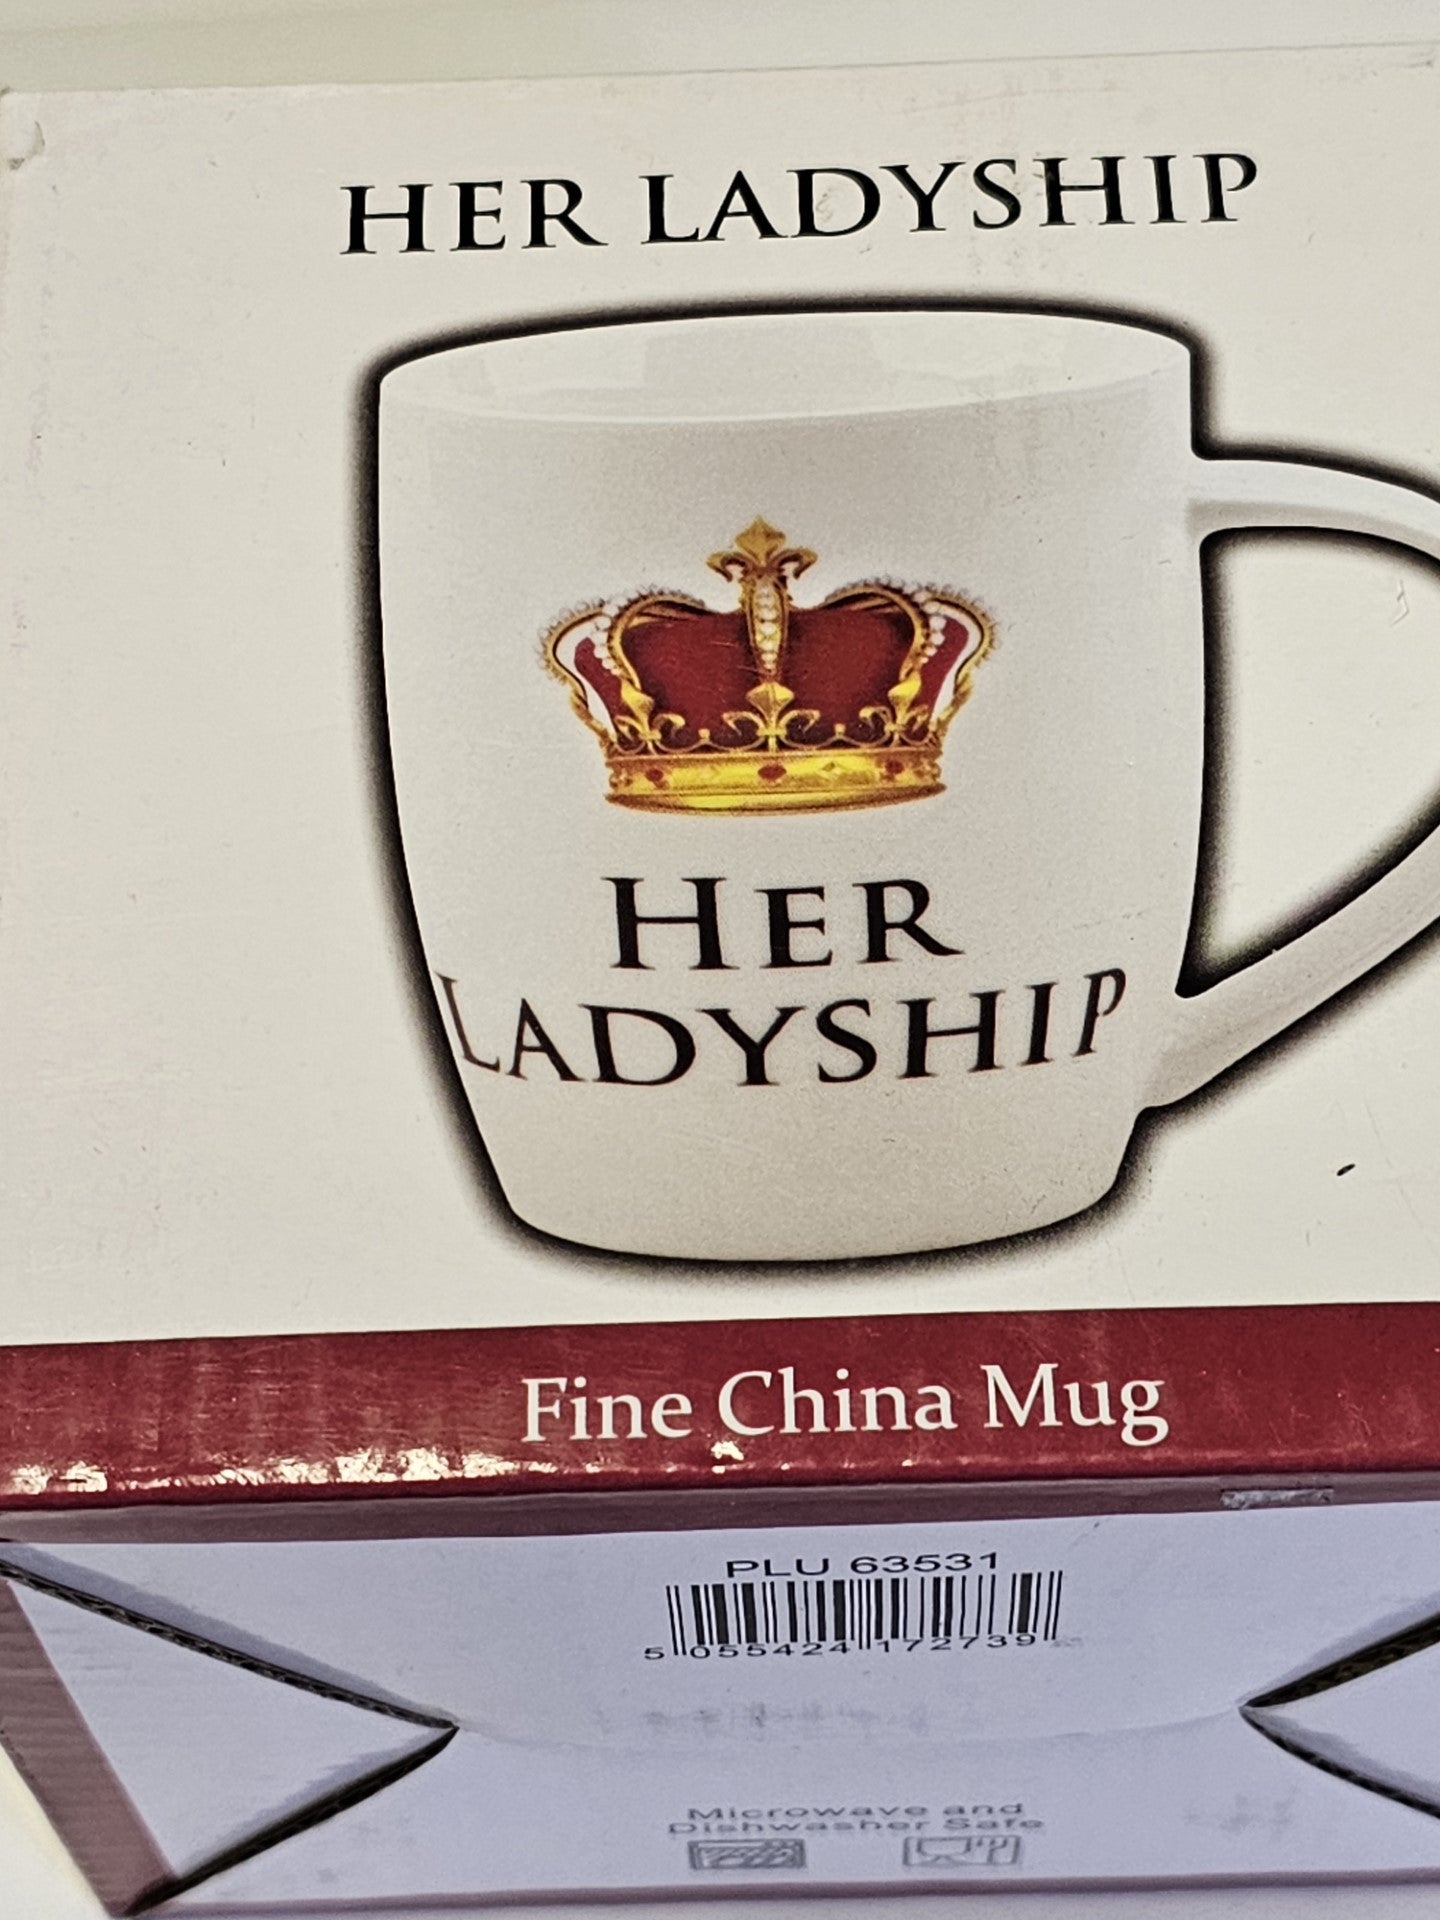 HER LADYSHIP
HER
LADYSHIP
Fine China Mug
PLU 63531
5 055424 172739
Microwave and
Dishwasher Safe